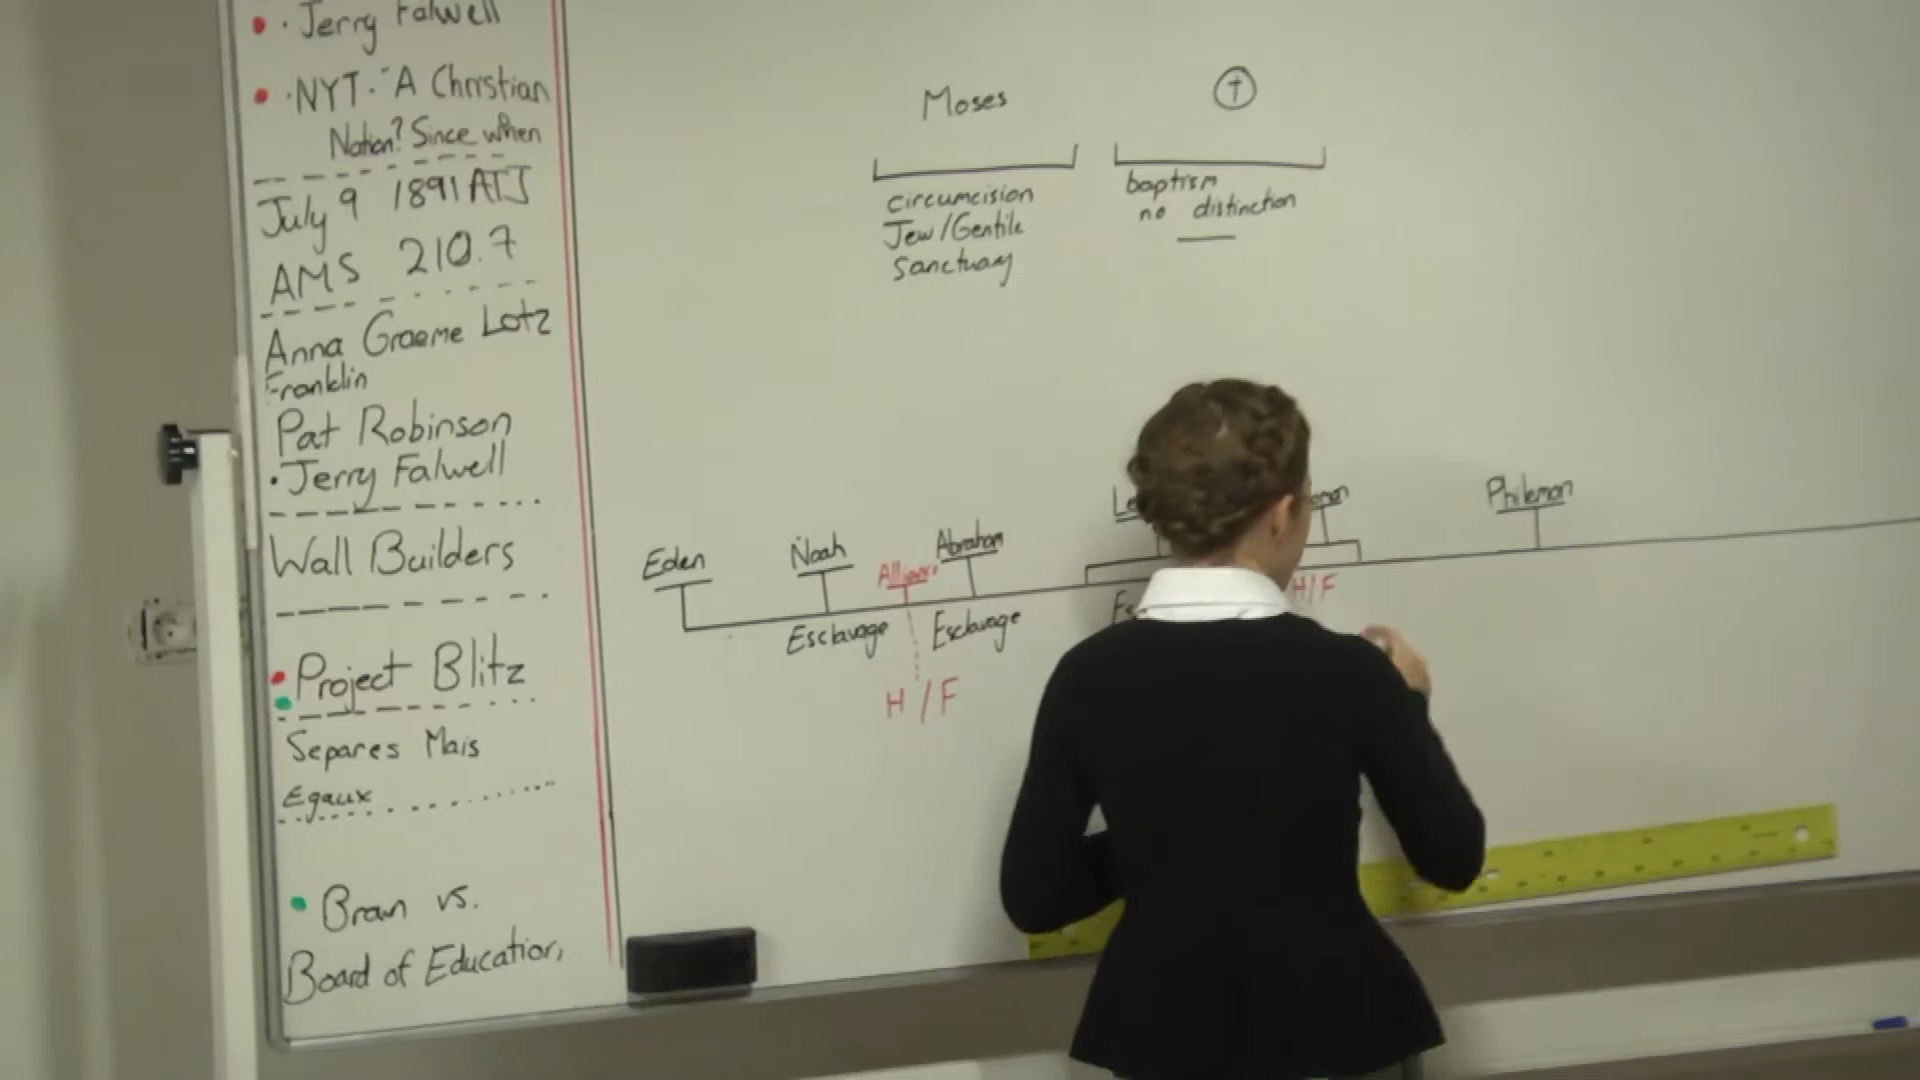 · Jerry Falwell
· NYT· "A Christian
Nation? Since when
July 9 1891 ATJ
AMS 210.7
Anna Graeme Lotz
Franklin
Pat Robinson
· Jerry Falwell
Wall Builders
Project Blitz
Separes Mais
Egaux
Brown vs.
Board of Education,
Moses
circumcision
Jew/Gentile
Sanctuary
baptism
no distinction
Eden
Noah
Abraham
Philemon
Esclavage
Esclavage
H/F
H/F